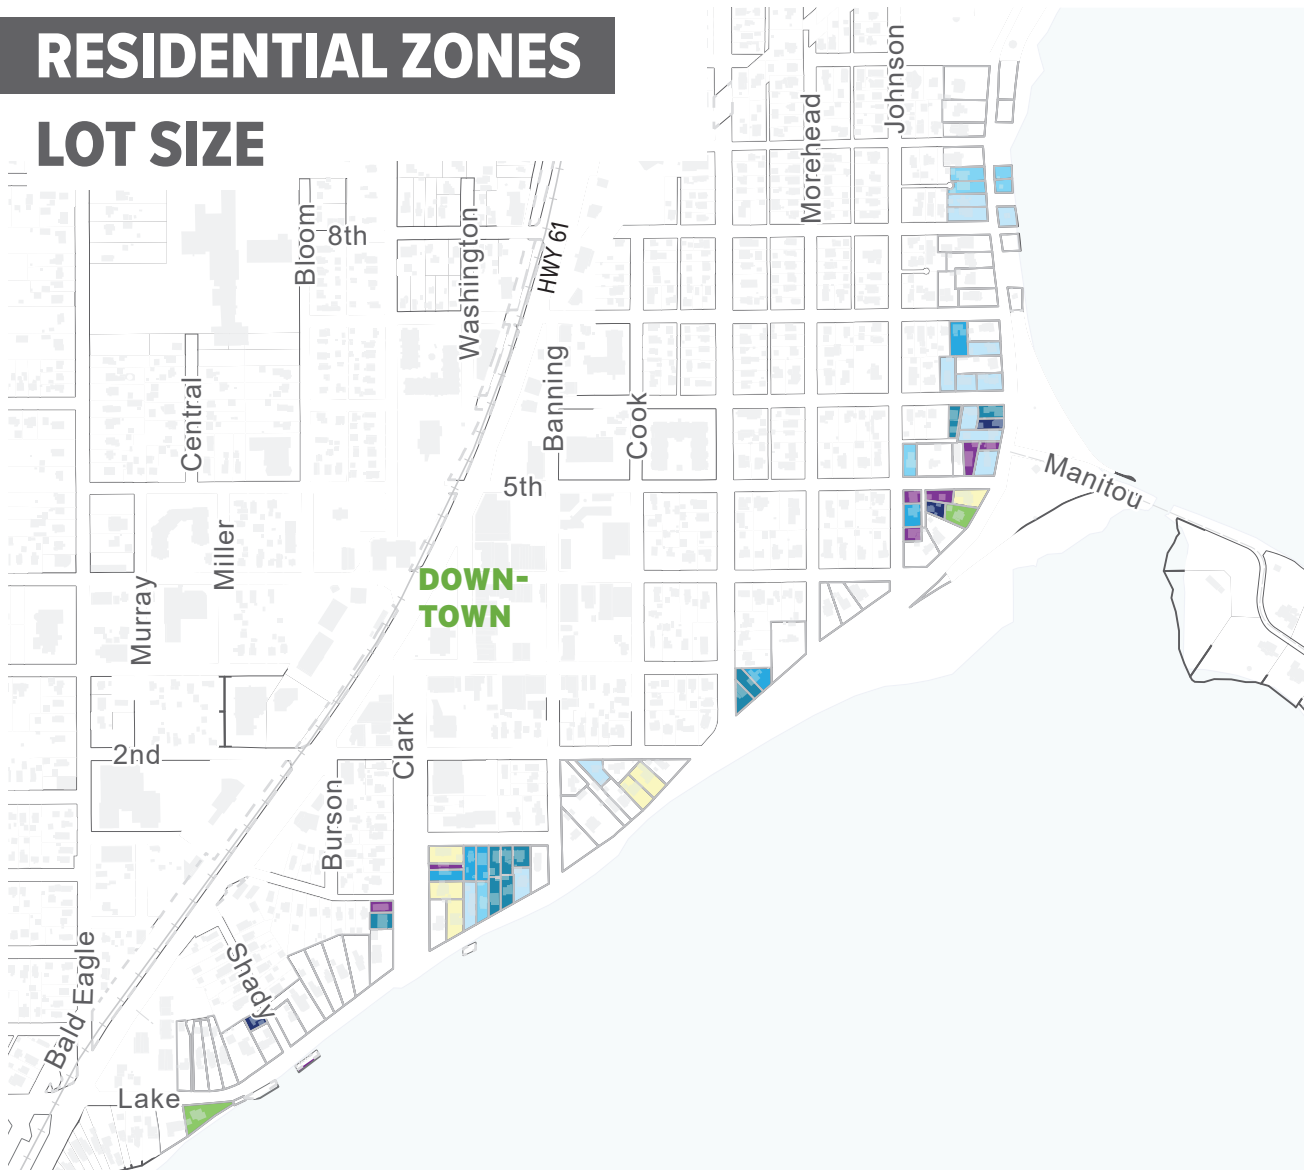 RESIDENTIAL ZONES
LOT SIZE
Johnson
Morehead
Bloom
8th
Washington
HWY 61
Central
Banning
Cook
Manitou
5th
Miller
Murray
DOWN-
TOWN
2nd
Clark
Burson
Bald Eagle
Shady
Lake